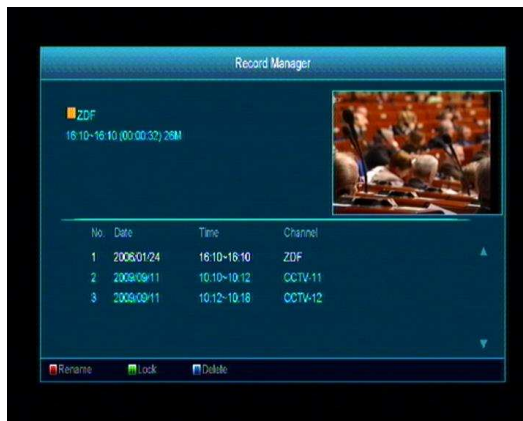 Record Manager
ZDF
16:10~16:10 (00:00:32) 26M
No. Date Time Channel
1 2006/01/24 16:10~16:10 ZDF
2 2009/09/11 10:10~10:12 CCTV-11
3 2009/09/11 10:12~10:18 CCTV-12
Rename Lock Delete